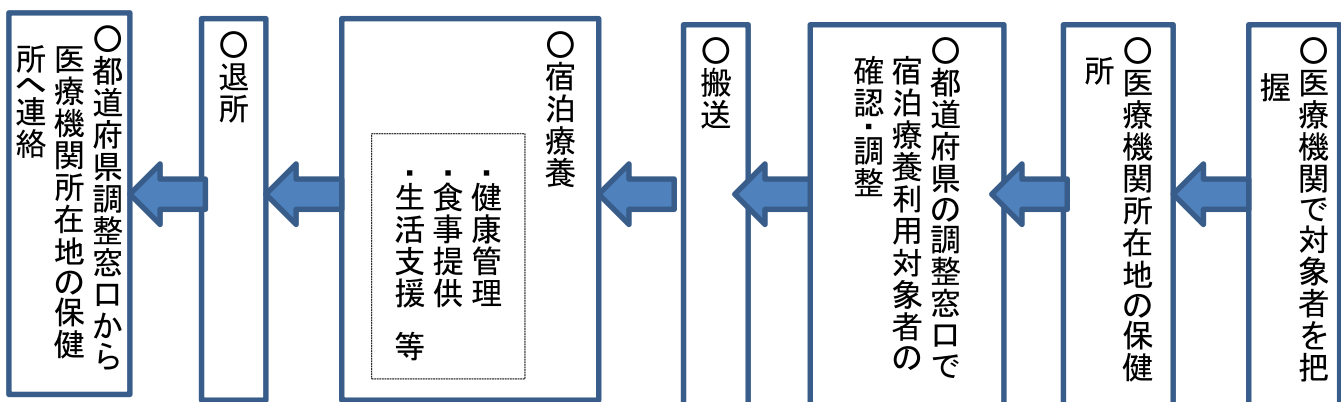 ○医療機関で対象者を把
握
○医療機関所在地の保健
所
○都道府県の調整窓口で
宿泊療養利用対象者の
確認・調整
○搬送
○宿泊療養
・健康管理
・食事提供
・生活支援 等
○退所
○都道府県調整窓口から
医療機関所在地の保健
所へ連絡